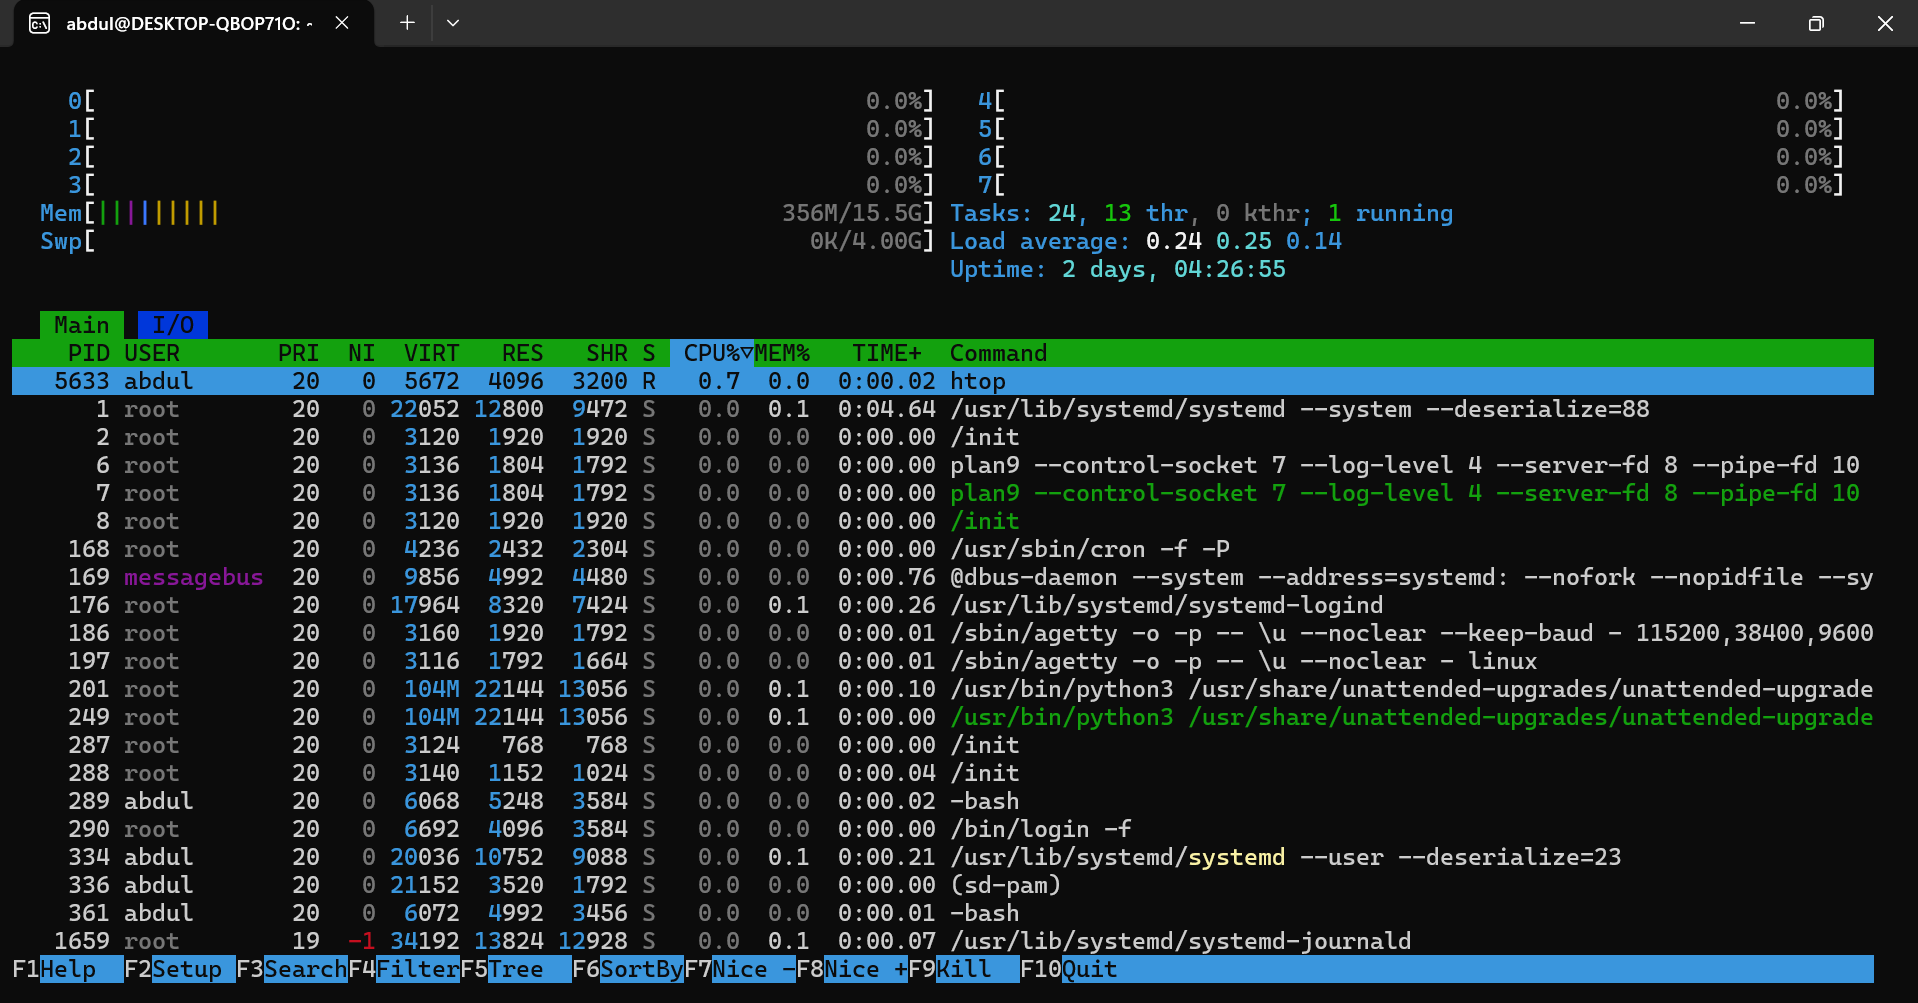 abdul@DESKTOP-QBOP71O: ~
0[ 0.0%] 4[ 0.0%]
1[ 0.0%] 5[ 0.0%]
2[ 0.0%] 6[ 0.0%]
3[ 0.0%] 7[ 0.0%]
Mem[||||||||| 356M/15.5G] Tasks: 24, 13 thr, 0 kthr; 1 running
Swp[ 0K/4.00G] Load average: 0.24 0.25 0.14
Uptime: 2 days, 04:26:55
Main I/O
PID USER PRI NI VIRT RES SHR S CPU%▽MEM% TIME+ Command
5633 abdul 20 0 5672 4096 3200 R 0.7 0.0 0:00.02 htop
1 root 20 0 22052 12800 9472 S 0.0 0.1 0:04.64 /usr/lib/systemd/systemd --system --deserialize=88
2 root 20 0 3120 1920 1920 S 0.0 0.0 0:00.00 /init
6 root 20 0 3136 1804 1792 S 0.0 0.0 0:00.00 plan9 --control-socket 7 --log-level 4 --server-fd 8 --pipe-fd 10
7 root 20 0 3136 1804 1792 S 0.0 0.0 0:00.00 plan9 --control-socket 7 --log-level 4 --server-fd 8 --pipe-fd 10
8 root 20 0 3120 1920 1920 S 0.0 0.0 0:00.00 /init
168 root 20 0 4236 2432 2304 S 0.0 0.0 0:00.00 /usr/sbin/cron -f -P
169 messagebus 20 0 9856 4992 4480 S 0.0 0.0 0:00.76 @dbus-daemon --system --address=systemd: --nofork --nopidfile --sy
176 root 20 0 17964 8320 7424 S 0.0 0.1 0:00.26 /usr/lib/systemd/systemd-logind
186 root 20 0 3160 1920 1792 S 0.0 0.0 0:00.01 /sbin/agetty -o -p -- \u --noclear --keep-baud - 115200,38400,9600
197 root 20 0 3116 1792 1664 S 0.0 0.0 0:00.01 /sbin/agetty -o -p -- \u --noclear - linux
201 root 20 0 104M 22144 13056 S 0.0 0.1 0:00.10 /usr/bin/python3 /usr/share/unattended-upgrades/unattended-upgrade
249 root 20 0 104M 22144 13056 S 0.0 0.1 0:00.00 /usr/bin/python3 /usr/share/unattended-upgrades/unattended-upgrade
287 root 20 0 3124 768 768 S 0.0 0.0 0:00.00 /init
288 root 20 0 3140 1152 1024 S 0.0 0.0 0:00.04 /init
289 abdul 20 0 6068 5248 3584 S 0.0 0.0 0:00.02 -bash
290 root 20 0 6692 4096 3584 S 0.0 0.0 0:00.00 /bin/login -f
334 abdul 20 0 20036 10752 9088 S 0.0 0.1 0:00.21 /usr/lib/systemd/systemd --user --deserialize=23
336 abdul 20 0 21152 3520 1792 S 0.0 0.0 0:00.00 (sd-pam)
361 abdul 20 0 6072 4992 3456 S 0.0 0.0 0:00.01 -bash
1659 root 19 -1 34192 13824 12928 S 0.0 0.1 0:00.07 /usr/lib/systemd/systemd-journald
F1Help F2Setup F3SearchF4FilterF5Tree F6SortByF7Nice -F8Nice +F9Kill F10Quit